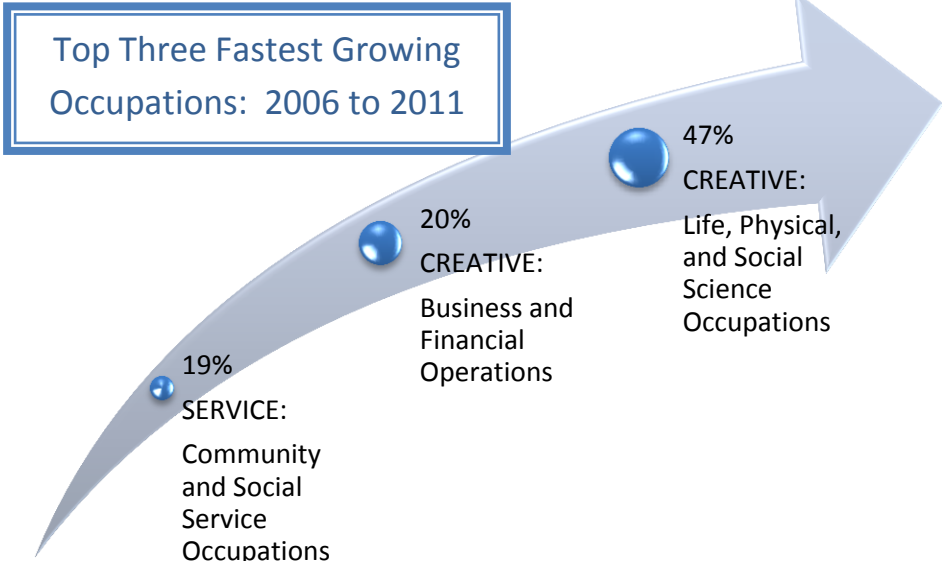 Top Three Fastest Growing
Occupations: 2006 to 2011
47%
CREATIVE:
Life, Physical,
and Social
Science
Occupations
20%
CREATIVE:
Business and
Financial
Operations
19%
SERVICE:
Community
and Social
Service
Occupations